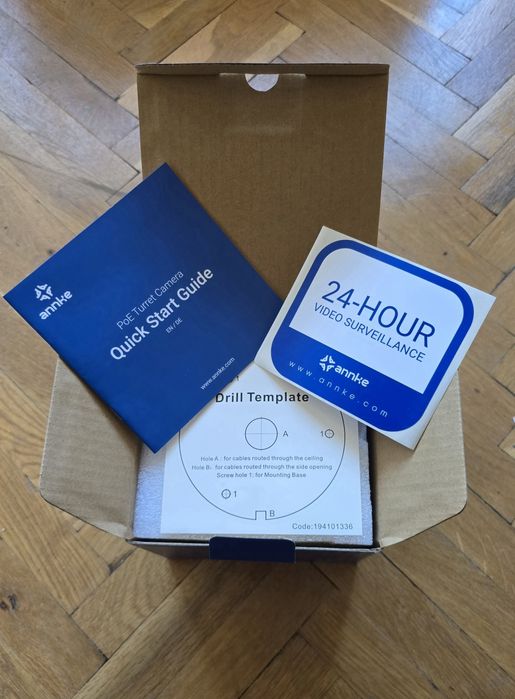 annke
PoE Turret Camera
Quick Start Guide
EN / DE
www.annke.com
24-HOUR
VIDEO SURVEILLANCE
annke
www.annke.com
Drill Template
A
1
Hole A : for cables routed through the ceiling
Hole B: for cables routed through the side opening
Screw hole 1: for Mounting Base
1
B
Code:194101336